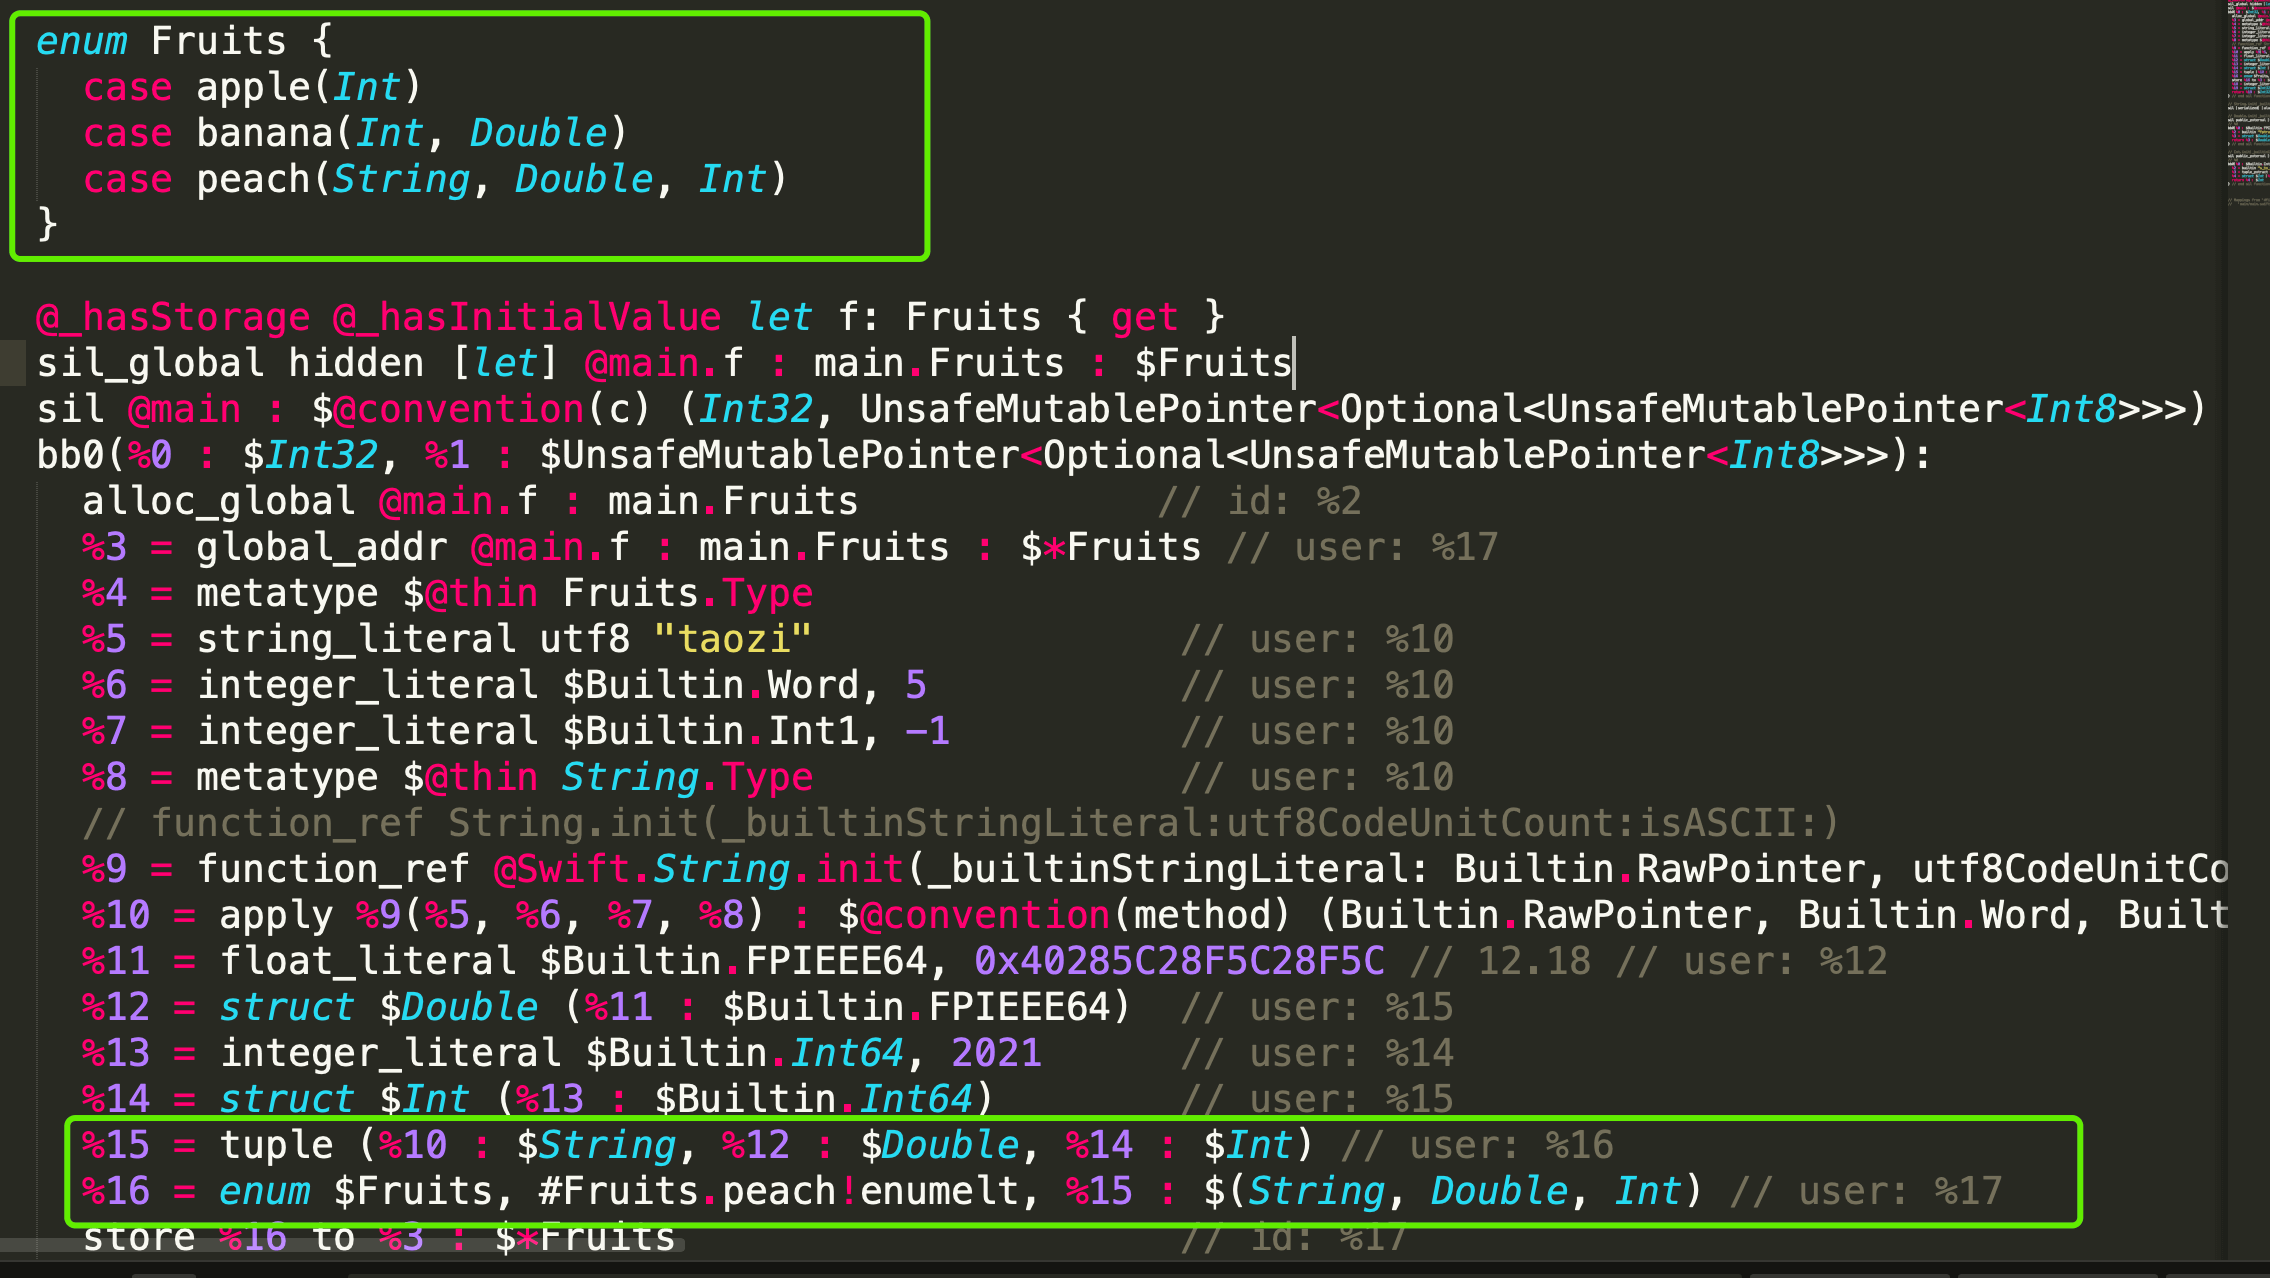 enum Fruits {
case apple(Int)
case banana(Int, Double)
case peach(String, Double, Int)
}
@_hasStorage @_hasInitialValue let f: Fruits { get }
sil_global hidden [let] @main.f : main.Fruits : $Fruits
sil @main : $@convention(c) (Int32, UnsafeMutablePointer<Optional<UnsafeMutablePointer<Int8>>>)
bb0(%0 : $Int32, %1 : $UnsafeMutablePointer<Optional<UnsafeMutablePointer<Int8>>>):
alloc_global @main.f : main.Fruits // id: %2
%3 = global_addr @main.f : main.Fruits : $*Fruits // user: %17
%4 = metatype $@thin Fruits.Type
%5 = string_literal utf8 "taozi" // user: %10
%6 = integer_literal $Builtin.Word, 5 // user: %10
%7 = integer_literal $Builtin.Int1, -1 // user: %10
%8 = metatype $@thin String.Type // user: %10
// function_ref String.init(_builtinStringLiteral:utf8CodeUnitCount:isASCII:)
%9 = function_ref @Swift.String.init(_builtinStringLiteral: Builtin.RawPointer, utf8CodeUnitCo
%10 = apply %9(%5, %6, %7, %8) : $@convention(method) (Builtin.RawPointer, Builtin.Word, Built
%11 = float_literal $Builtin.FPIEEE64, 0x40285C28F5C28F5C // 12.18 // user: %12
%12 = struct $Double (%11 : $Builtin.FPIEEE64) // user: %15
%13 = integer_literal $Builtin.Int64, 2021 // user: %14
%14 = struct $Int (%13 : $Builtin.Int64) // user: %15
%15 = tuple (%10 : $String, %12 : $Double, %14 : $Int) // user: %16
%16 = enum $Fruits, #Fruits.peach!enumelt, %15 : $(String, Double, Int) // user: %17
store %16 to %3 : $*Fruits // id: %17